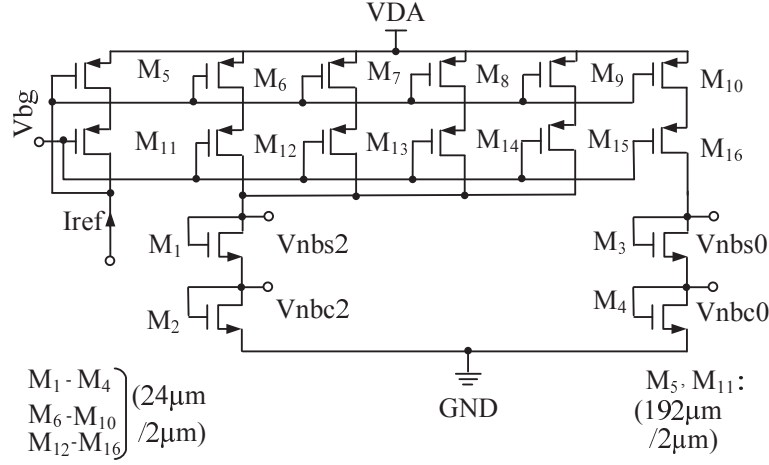 VDA
M5 M6 M7 M8 M9 M10
Vbg
M11 M12 M13 M14 M15 M16
Iref
M1 Vnbs2 M3 Vnbs0
M2 Vnbc2 M4 Vnbc0
GND
M1 - M4
M6 - M10
M12 - M16
(24μm
/2μm)
M5, M11:
(192μm
/2μm)